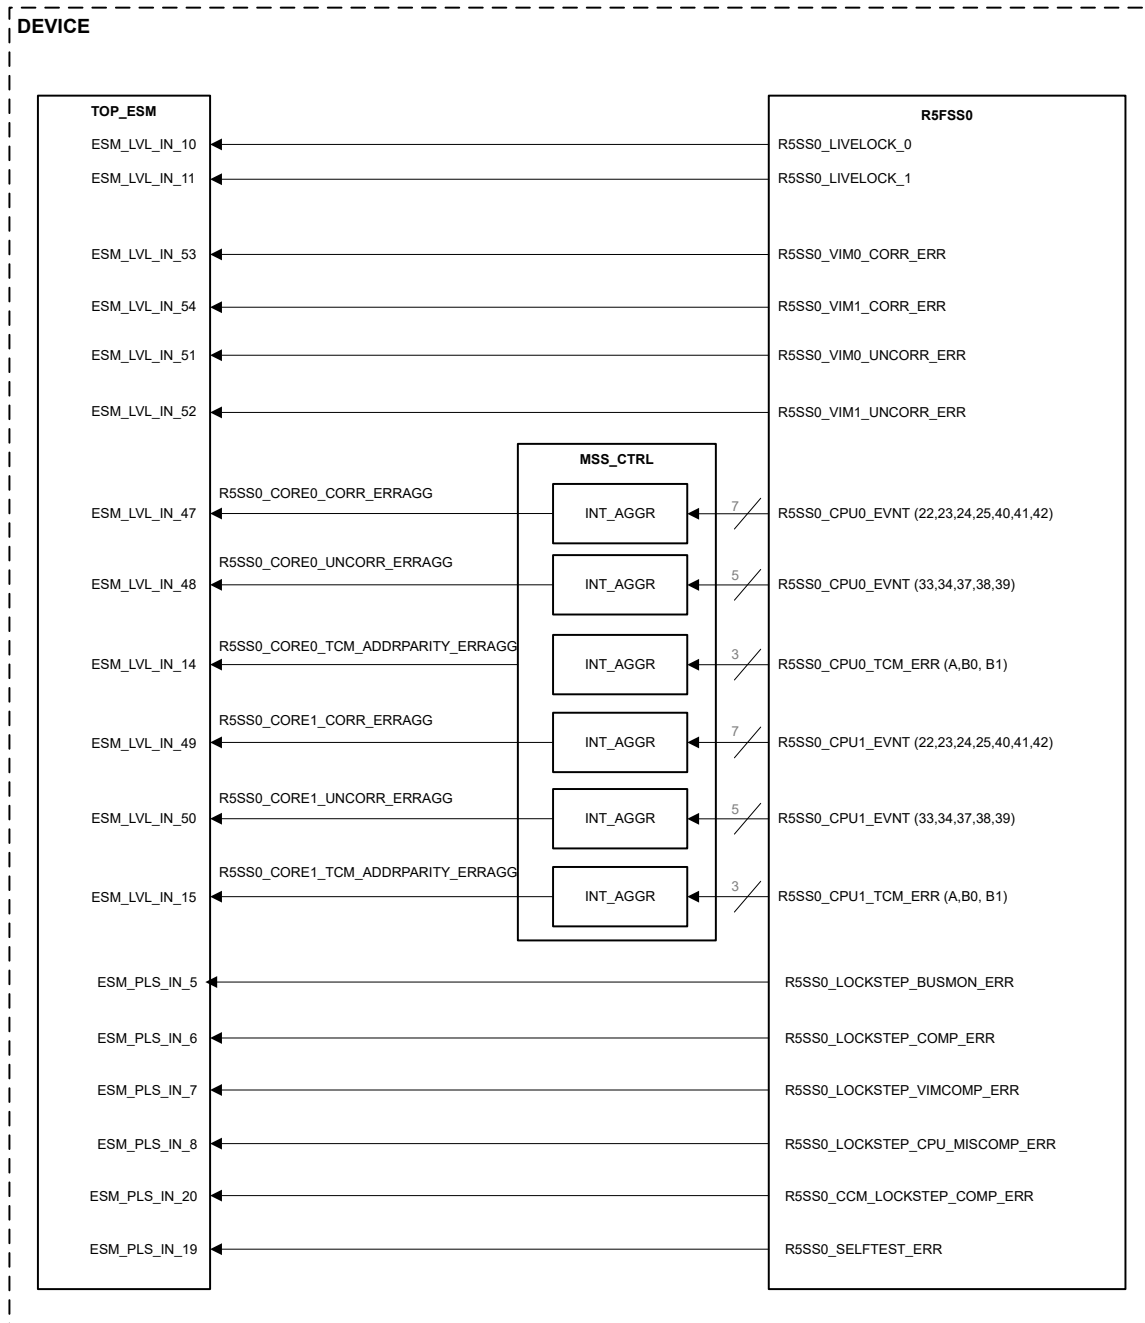 DEVICE
TOP_ESM
R5FSS0
ESM_LVL_IN_10
R5SS0_LIVELOCK_0
ESM_LVL_IN_11
R5SS0_LIVELOCK_1
ESM_LVL_IN_53
R5SS0_VIM0_CORR_ERR
ESM_LVL_IN_54
R5SS0_VIM1_CORR_ERR
ESM_LVL_IN_51
R5SS0_VIM0_UNCORR_ERR
ESM_LVL_IN_52
R5SS0_VIM1_UNCORR_ERR
MSS_CTRL
R5SS0_CORE0_CORR_ERRAGG
ESM_LVL_IN_47
INT_AGGR
7
R5SS0_CPU0_EVNT (22,23,24,25,40,41,42)
R5SS0_CORE0_UNCORR_ERRAGG
ESM_LVL_IN_48
INT_AGGR
5
R5SS0_CPU0_EVNT (33,34,37,38,39)
R5SS0_CORE0_TCM_ADDRPARITY_ERRAGG
ESM_LVL_IN_14
INT_AGGR
3
R5SS0_CPU0_TCM_ERR (A,B0, B1)
R5SS0_CORE1_CORR_ERRAGG
ESM_LVL_IN_49
INT_AGGR
7
R5SS0_CPU1_EVNT (22,23,24,25,40,41,42)
R5SS0_CORE1_UNCORR_ERRAGG
ESM_LVL_IN_50
INT_AGGR
5
R5SS0_CPU1_EVNT (33,34,37,38,39)
R5SS0_CORE1_TCM_ADDRPARITY_ERRAGG
ESM_LVL_IN_15
INT_AGGR
3
R5SS0_CPU1_TCM_ERR (A,B0, B1)
ESM_PLS_IN_5
R5SS0_LOCKSTEP_BUSMON_ERR
ESM_PLS_IN_6
R5SS0_LOCKSTEP_COMP_ERR
ESM_PLS_IN_7
R5SS0_LOCKSTEP_VIMCOMP_ERR
ESM_PLS_IN_8
R5SS0_LOCKSTEP_CPU_MISCOMP_ERR
ESM_PLS_IN_20
R5SS0_CCM_LOCKSTEP_COMP_ERR
ESM_PLS_IN_19
R5SS0_SELFTEST_ERR